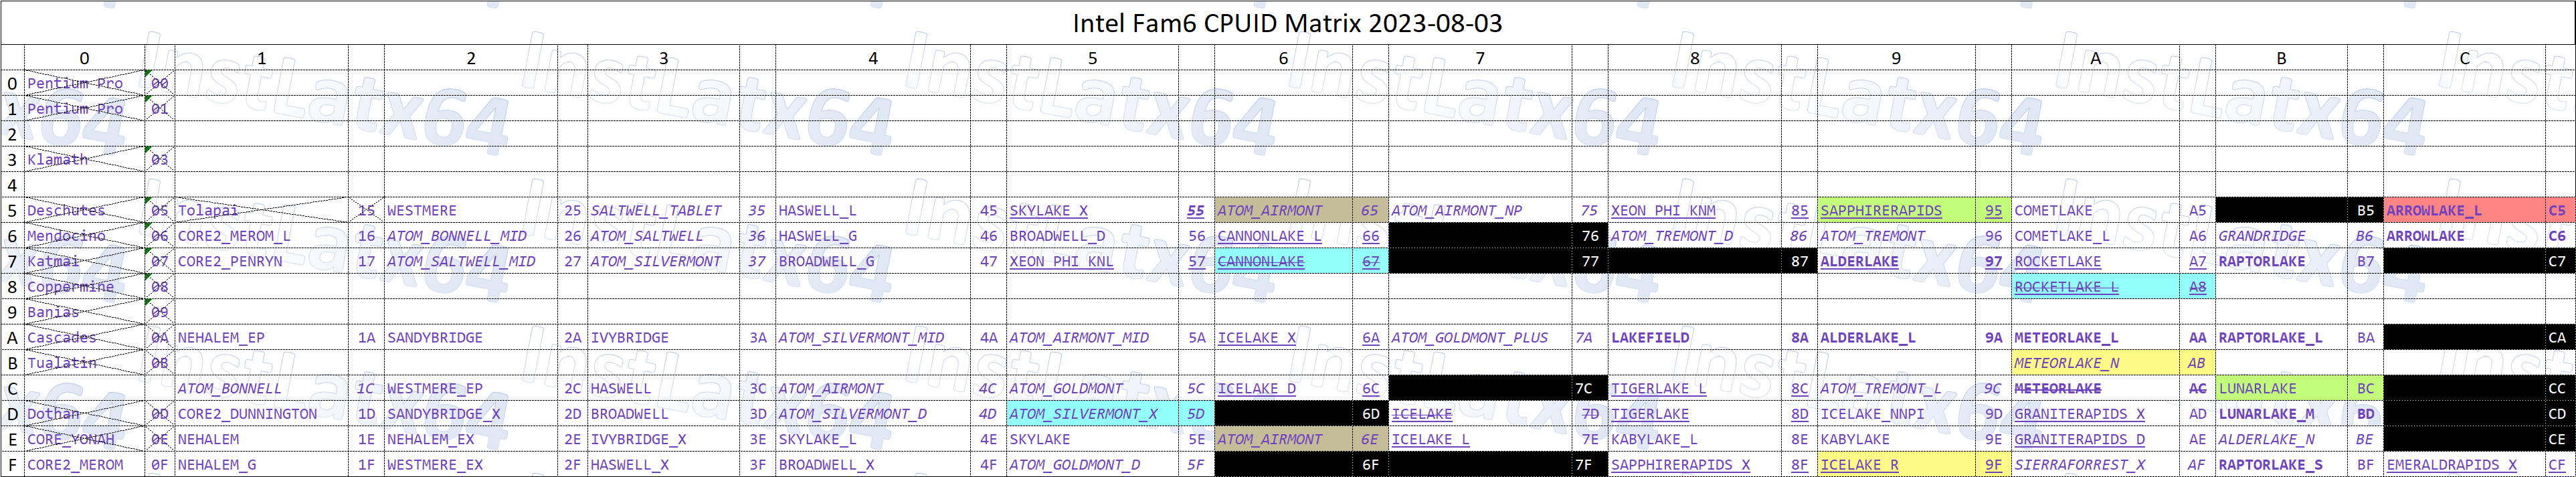 Intel Fam6 CPUID Matrix 2023-08-03
0 1 2 3 4 5 6 7 8 9 A B C
0 Pentium Pro 00
1 Pentium Pro 01
2
3 Klamath 03
4
5 Deschutes 05 Tolapai 15 WESTMERE 25 SALTWELL_TABLET 35 HASWELL_L 45 SKYLAKE_X 55 ATOM_AIRMONT 65 ATOM_AIRMONT_NP 75 XEON_PHI_KNM 85 SAPPHIRERAPIDS 95 COMETLAKE A5 B5 ARROWLAKE_L C5
6 Mendocino 06 CORE2_MEROM_L 16 ATOM_BONNELL_MID 26 ATOM_SALTWELL 36 HASWELL_G 46 BROADWELL_D 56 CANNONLAKE_L 66 76 ATOM_TREMONT_D 86 ATOM_TREMONT 96 COMETLAKE_L A6 GRANDRIDGE B6 ARROWLAKE C6
7 Katmai 07 CORE2_PENRYN 17 ATOM_SALTWELL_MID 27 ATOM_SILVERMONT 37 BROADWELL_G 47 XEON_PHI_KNL 57 CANNONLAKE 67 77 87 ALDERLAKE 97 ROCKETLAKE A7 RAPTORLAKE B7 C7
8 Coppermine 08 ROCKETLAKE_L A8
9 Banias 09
A Cascades 0A NEHALEM_EP 1A SANDYBRIDGE 2A IVYBRIDGE 3A ATOM_SILVERMONT_MID 4A ATOM_AIRMONT_MID 5A ICELAKE_X 6A ATOM_GOLDMONT_PLUS 7A LAKEFIELD 8A ALDERLAKE_L 9A METEORLAKE_L AA RAPTORLAKE_L BA CA
B Tualatin 0B METEORLAKE_N AB
C ATOM_BONNELL 1C WESTMERE_EP 2C HASWELL 3C ATOM_AIRMONT 4C ATOM_GOLDMONT 5C ICELAKE_D 6C 7C TIGERLAKE_L 8C ATOM_TREMONT_L 9C METEORLAKE AC LUNARLAKE BC CC
D Dothan 0D CORE2_DUNNINGTON 1D SANDYBRIDGE_X 2D BROADWELL 3D ATOM_SILVERMONT_D 4D ATOM_SILVERMONT_X 5D 6D ICELAKE 7D TIGERLAKE 8D ICELAKE_NNPI 9D GRANITERAPIDS_X AD LUNARLAKE_M BD CD
E CORE_YONAH 0E NEHALEM 1E NEHALEM_EX 2E IVYBRIDGE_X 3E SKYLAKE_L 4E SKYLAKE 5E ATOM_AIRMONT 6E ICELAKE_L 7E KABYLAKE_L 8E KABYLAKE 9E GRANITERAPIDS_D AE ALDERLAKE_N BE CE
F CORE2_MEROM 0F NEHALEM_G 1F WESTMERE_EX 2F HASWELL_X 3F BROADWELL_X 4F ATOM_GOLDMONT_D 5F 6F 7F SAPPHIRERAPIDS_X 8F ICELAKE_R 9F SIERRAFORREST_X AF RAPTORLAKE_S BF EMERALDRAPIDS_X CF
InstLatx64